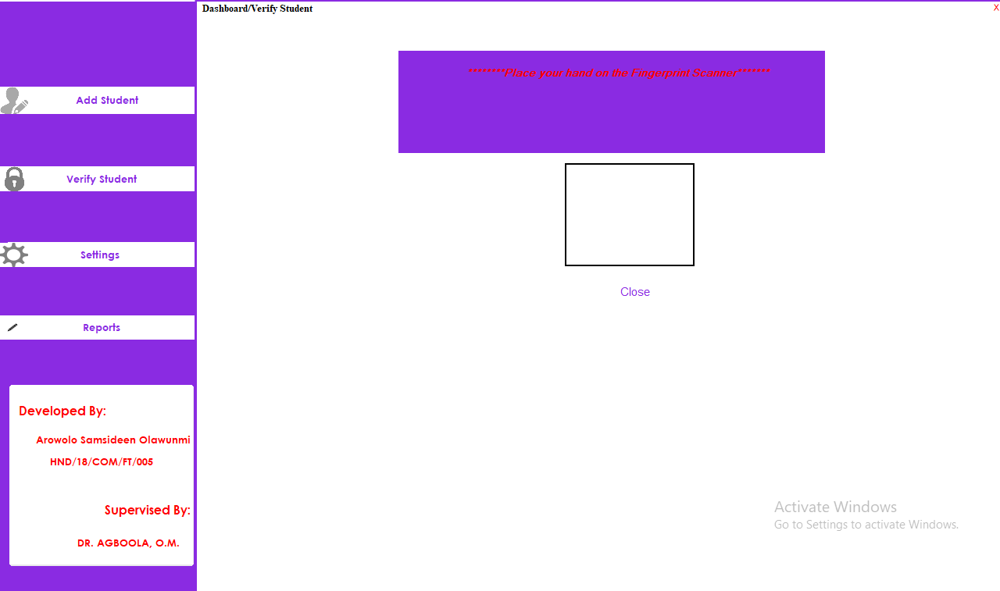 Dashboard/Verify Student
X
********Place your hand on the Fingerprint Scanner*******
Add Student
Verify Student
Settings
Close
Reports
Developed By:
Arowolo Samsideen Olawunmi
HND/18/COM/FT/005
Supervised By:
DR. AGBOOLA, O.M.
Activate Windows
Go to Settings to activate Windows.